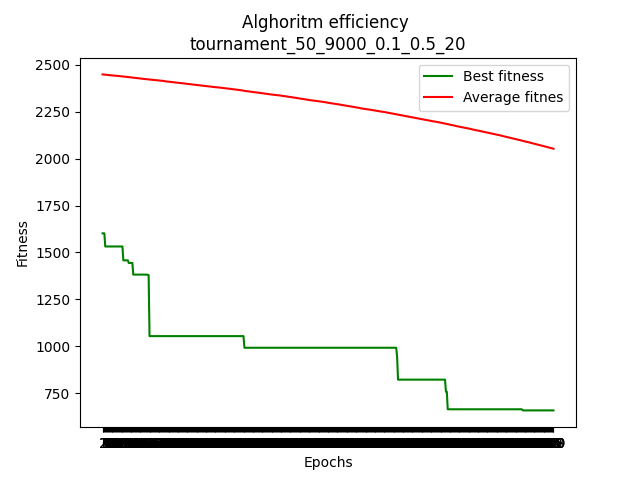 Alghoritm efficiency
tournament_50_9000_0.1_0.5_20
Best fitness
Average fitnes
2500
2250
2000
1750
1500
1250
1000
750
Fitness
Epochs